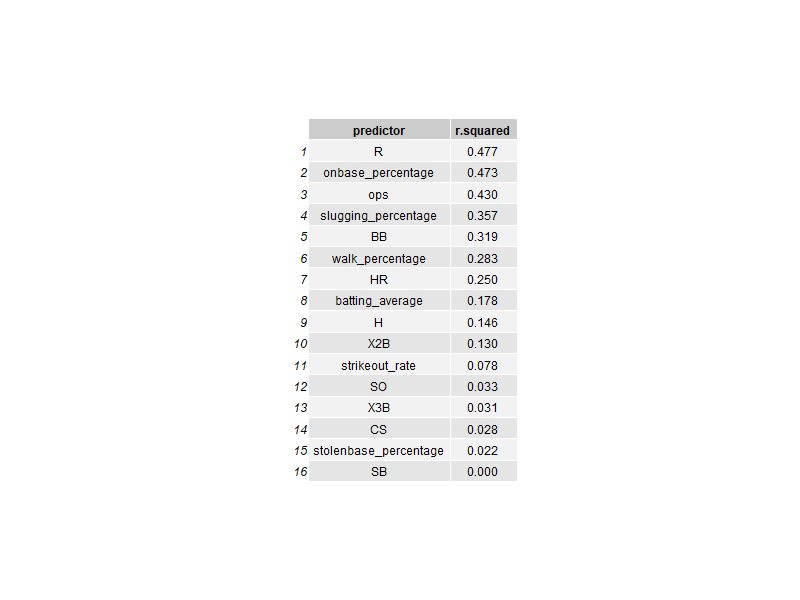 predictor r.squared
1 R 0.477
2 onbase_percentage 0.473
3 ops 0.430
4 slugging_percentage 0.357
5 BB 0.319
6 walk_percentage 0.283
7 HR 0.250
8 batting_average 0.178
9 H 0.146
10 X2B 0.130
11 strikeout_rate 0.078
12 SO 0.033
13 X3B 0.031
14 CS 0.028
15 stolenbase_percentage 0.022
16 SB 0.000